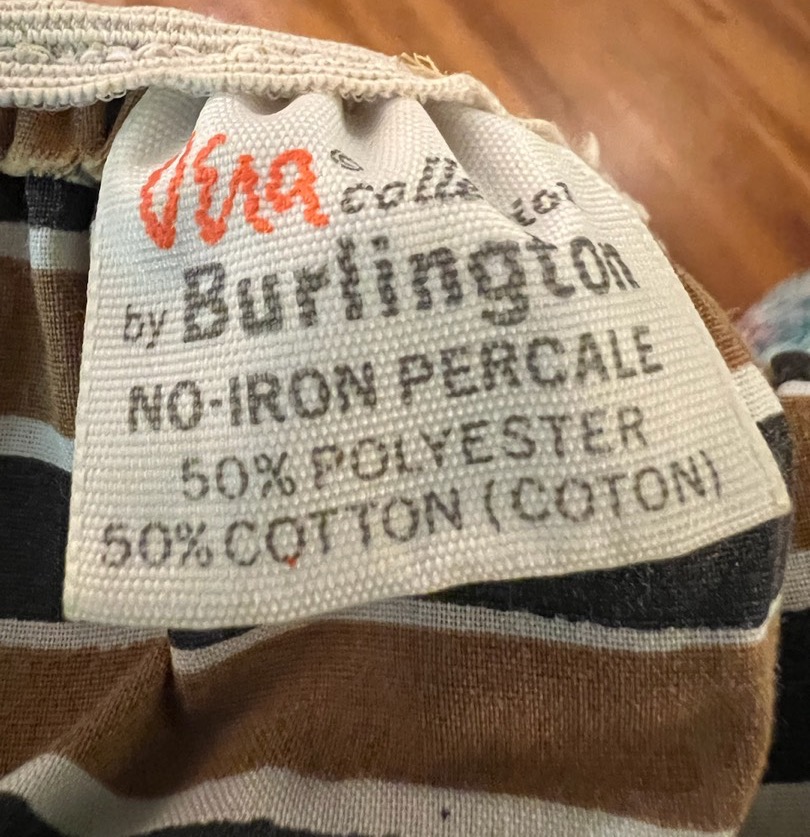 Vera's collection
by Burlington
NO-IRON PERCALE
50% POLYESTER
50% COTTON (COTON)